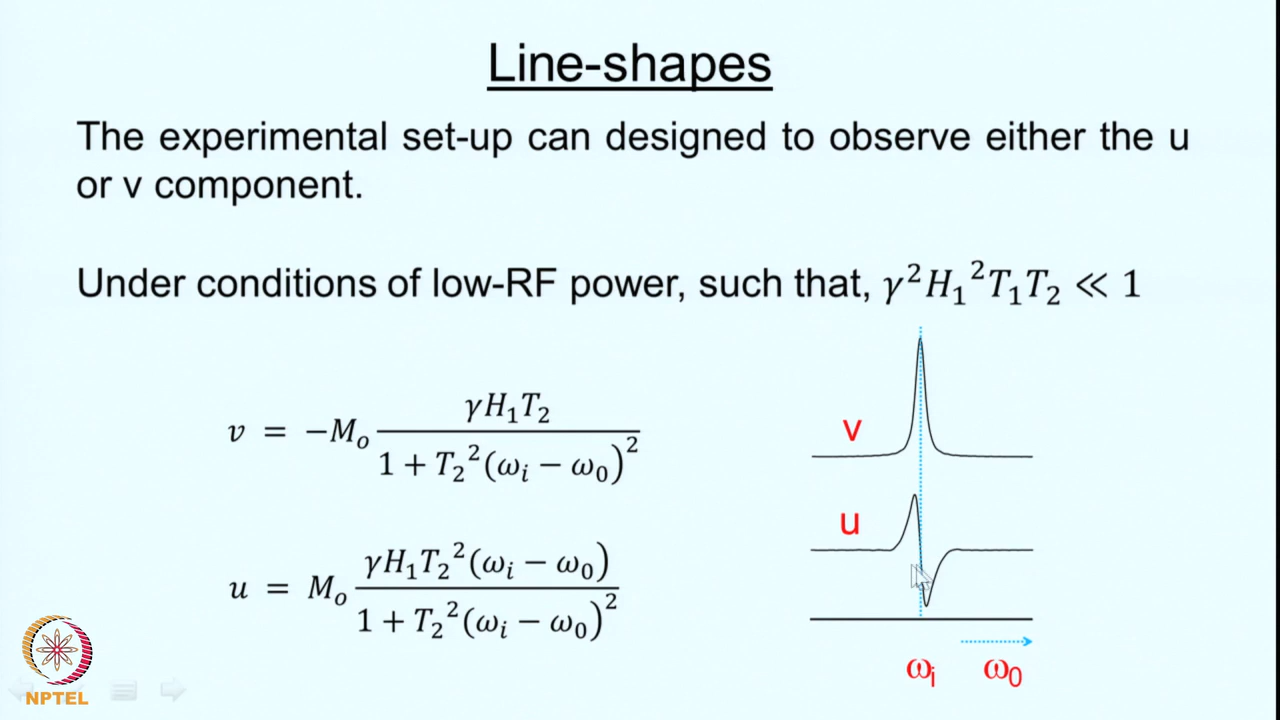 Line-shapes
The experimental set-up can designed to observe either the u
or v component.
Under conditions of low-RF power, such that, γ²H₁²T₁T₂ ≪ 1
v = −Mₒ γH₁T₂ / 1 + T₂²(ωᵢ − ω₀)²
u = Mₒ γH₁T₂²(ωᵢ − ω₀) / 1 + T₂²(ωᵢ − ω₀)²
v
u
ωᵢ ω₀
NPTEL